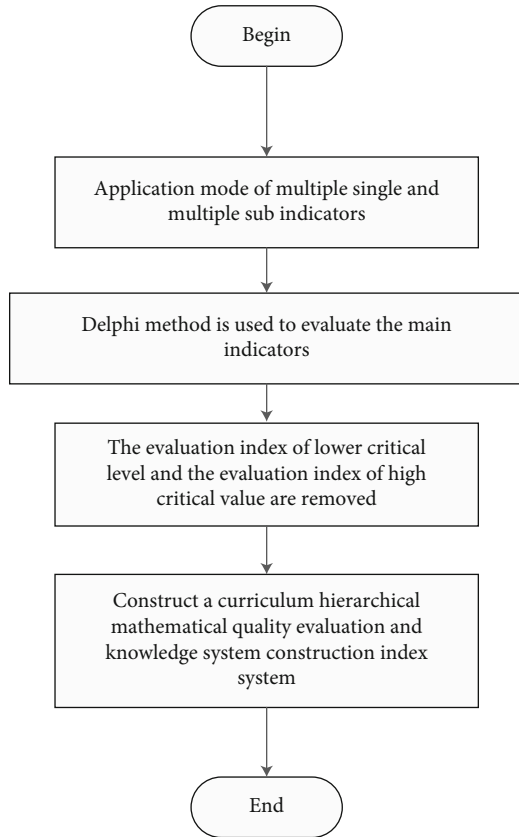 Begin
Application mode of multiple single and
multiple sub indicators
Delphi method is used to evaluate the main
indicators
The evaluation index of lower critical
level and the evaluation index of high
critical value are removed
Construct a curriculum hierarchical
mathematical quality evaluation and
knowledge system construction index
system
End